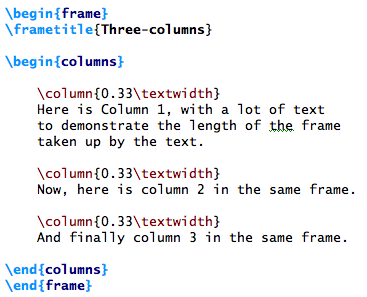 \begin{frame}
\frametitle{Three-columns}
\begin{columns}
\column{0.33\textwidth}
Here is Column 1, with a lot of text
to demonstrate the length of the frame
taken up by the text.
\column{0.33\textwidth}
Now, here is column 2 in the same frame.
\column{0.33\textwidth}
And finally column 3 in the same frame.
\end{columns}
\end{frame}